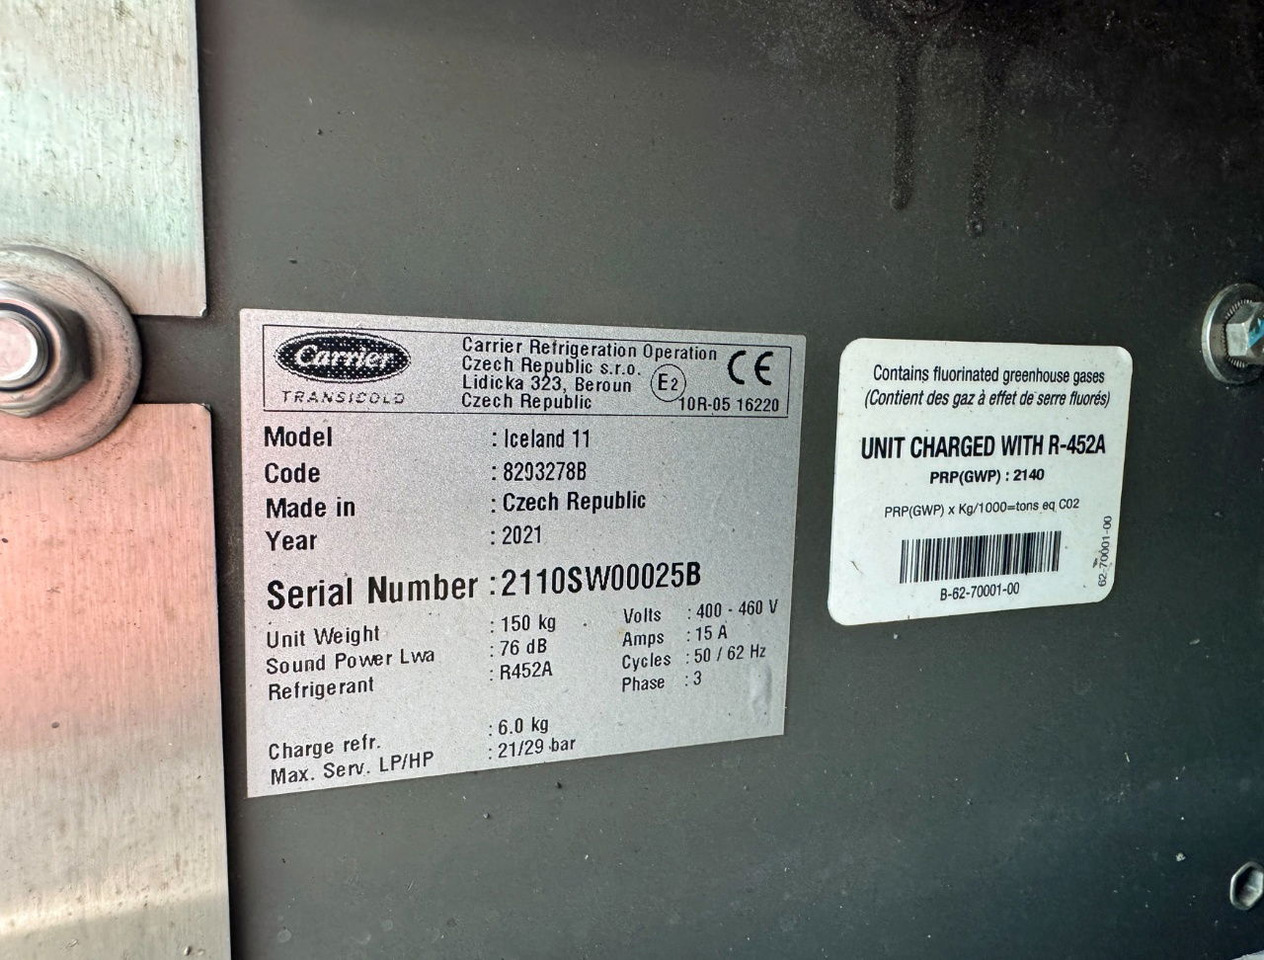 Carrier
TRANSICOLD
Carrier Refrigeration Operation
Czech Republic s.r.o.
Lidicka 323, Beroun
Czech Republic
E2
10R-05 16220
CE
Model : Iceland 11
Code : 8293278B
Made in : Czech Republic
Year : 2021
Serial Number : 2110SW00025B
Unit Weight : 150 kg
Sound Power Lwa : 76 dB
Refrigerant : R452A
Volts : 400 - 460 V
Amps : 15 A
Cycles : 50 / 62 Hz
Phase : 3
Charge refr. : 6.0 kg
Max. Serv. LP/HP : 21/29 bar
Contains fluorinated greenhouse gases
(Contient des gaz à effet de serre fluorés)
UNIT CHARGED WITH R-452A
PRP(GWP) : 2140
PRP(GWP) x Kg/1000=tons eq CO2
B-62-70001-00
62-70001-00